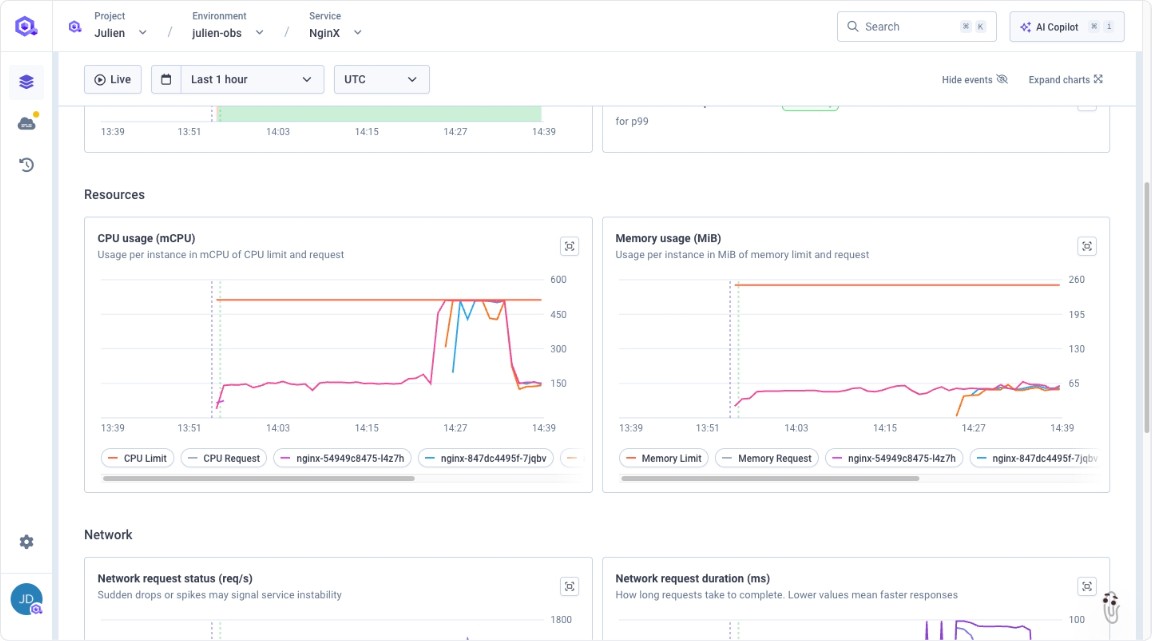 Project
Julien
/
Environment
julien-obs
/
Service
NginX
Search
⌘ K
AI Copilot
⌘ i
Live
Last 1 hour
UTC
Hide events
Expand charts
13:39 13:51 14:03 14:15 14:27 14:39
for p99
Resources
CPU usage (mCPU)
Usage per instance in mCPU of CPU limit and request
600
450
300
150
13:39 13:51 14:03 14:15 14:27 14:39
CPU Limit
CPU Request
nginx-54949c8475-l4z7h
nginx-847dc4495f-7jqbv
Memory usage (MiB)
Usage per instance in MiB of memory limit and request
260
195
130
65
13:39 13:51 14:03 14:15 14:27 14:39
Memory Limit
Memory Request
nginx-54949c8475-l4z7h
nginx-847dc4495f-7jqbv
Network
Network request status (req/s)
Sudden drops or spikes may signal service instability
1800
Network request duration (ms)
How long requests take to complete. Lower values mean faster responses
100
JD